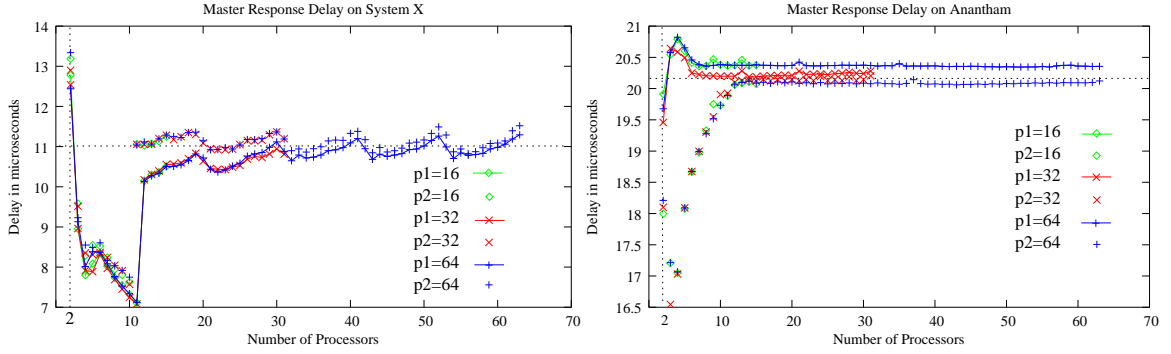 Master Response Delay on System X
14
13
12
11
10
9
8
7
Delay in microseconds
2
10
20
30
40
50
60
70
Number of Processors
p1=16
p2=16
p1=32
p2=32
p1=64
p2=64
Master Response Delay on Anantham
21
20.5
20
19.5
19
18.5
18
17.5
17
16.5
Delay in microseconds
2
10
20
30
40
50
60
70
Number of Processors
p1=16
p2=16
p1=32
p2=32
p1=64
p2=64